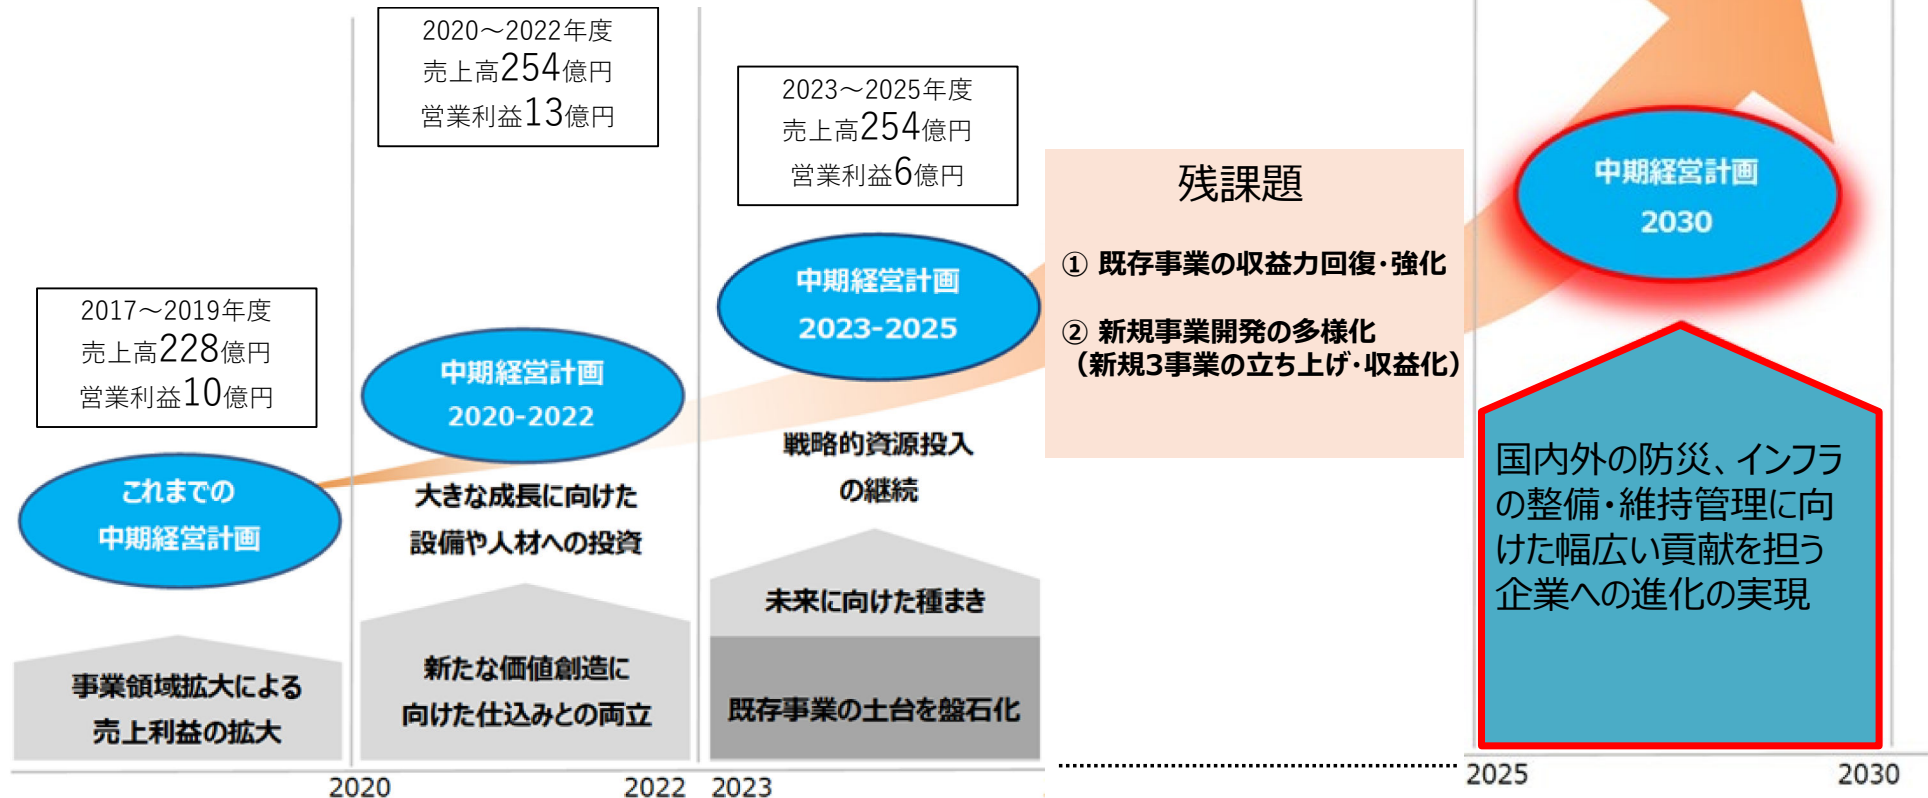 2017～2019年度
売上高228億円
営業利益10億円
これまでの
中期経営計画
事業領域拡大による
売上利益の拡大
2020～2022年度
売上高254億円
営業利益13億円
中期経営計画
2020-2022
大きな成長に向けた
設備や人材への投資
新たな価値創造に
向けた仕込みとの両立
2023～2025年度
売上高254億円
営業利益6億円
中期経営計画
2023-2025
戦略的資源投入
の継続
未来に向けた種まき
既存事業の土台を盤石化
残課題
① 既存事業の収益力回復･強化
② 新規事業開発の多様化
（新規3事業の立ち上げ･収益化）
中期経営計画
2030
国内外の防災、インフラ
の整備･維持管理に向
けた幅広い貢献を担う
企業への進化の実現
2020
2022
2023
2025
2030